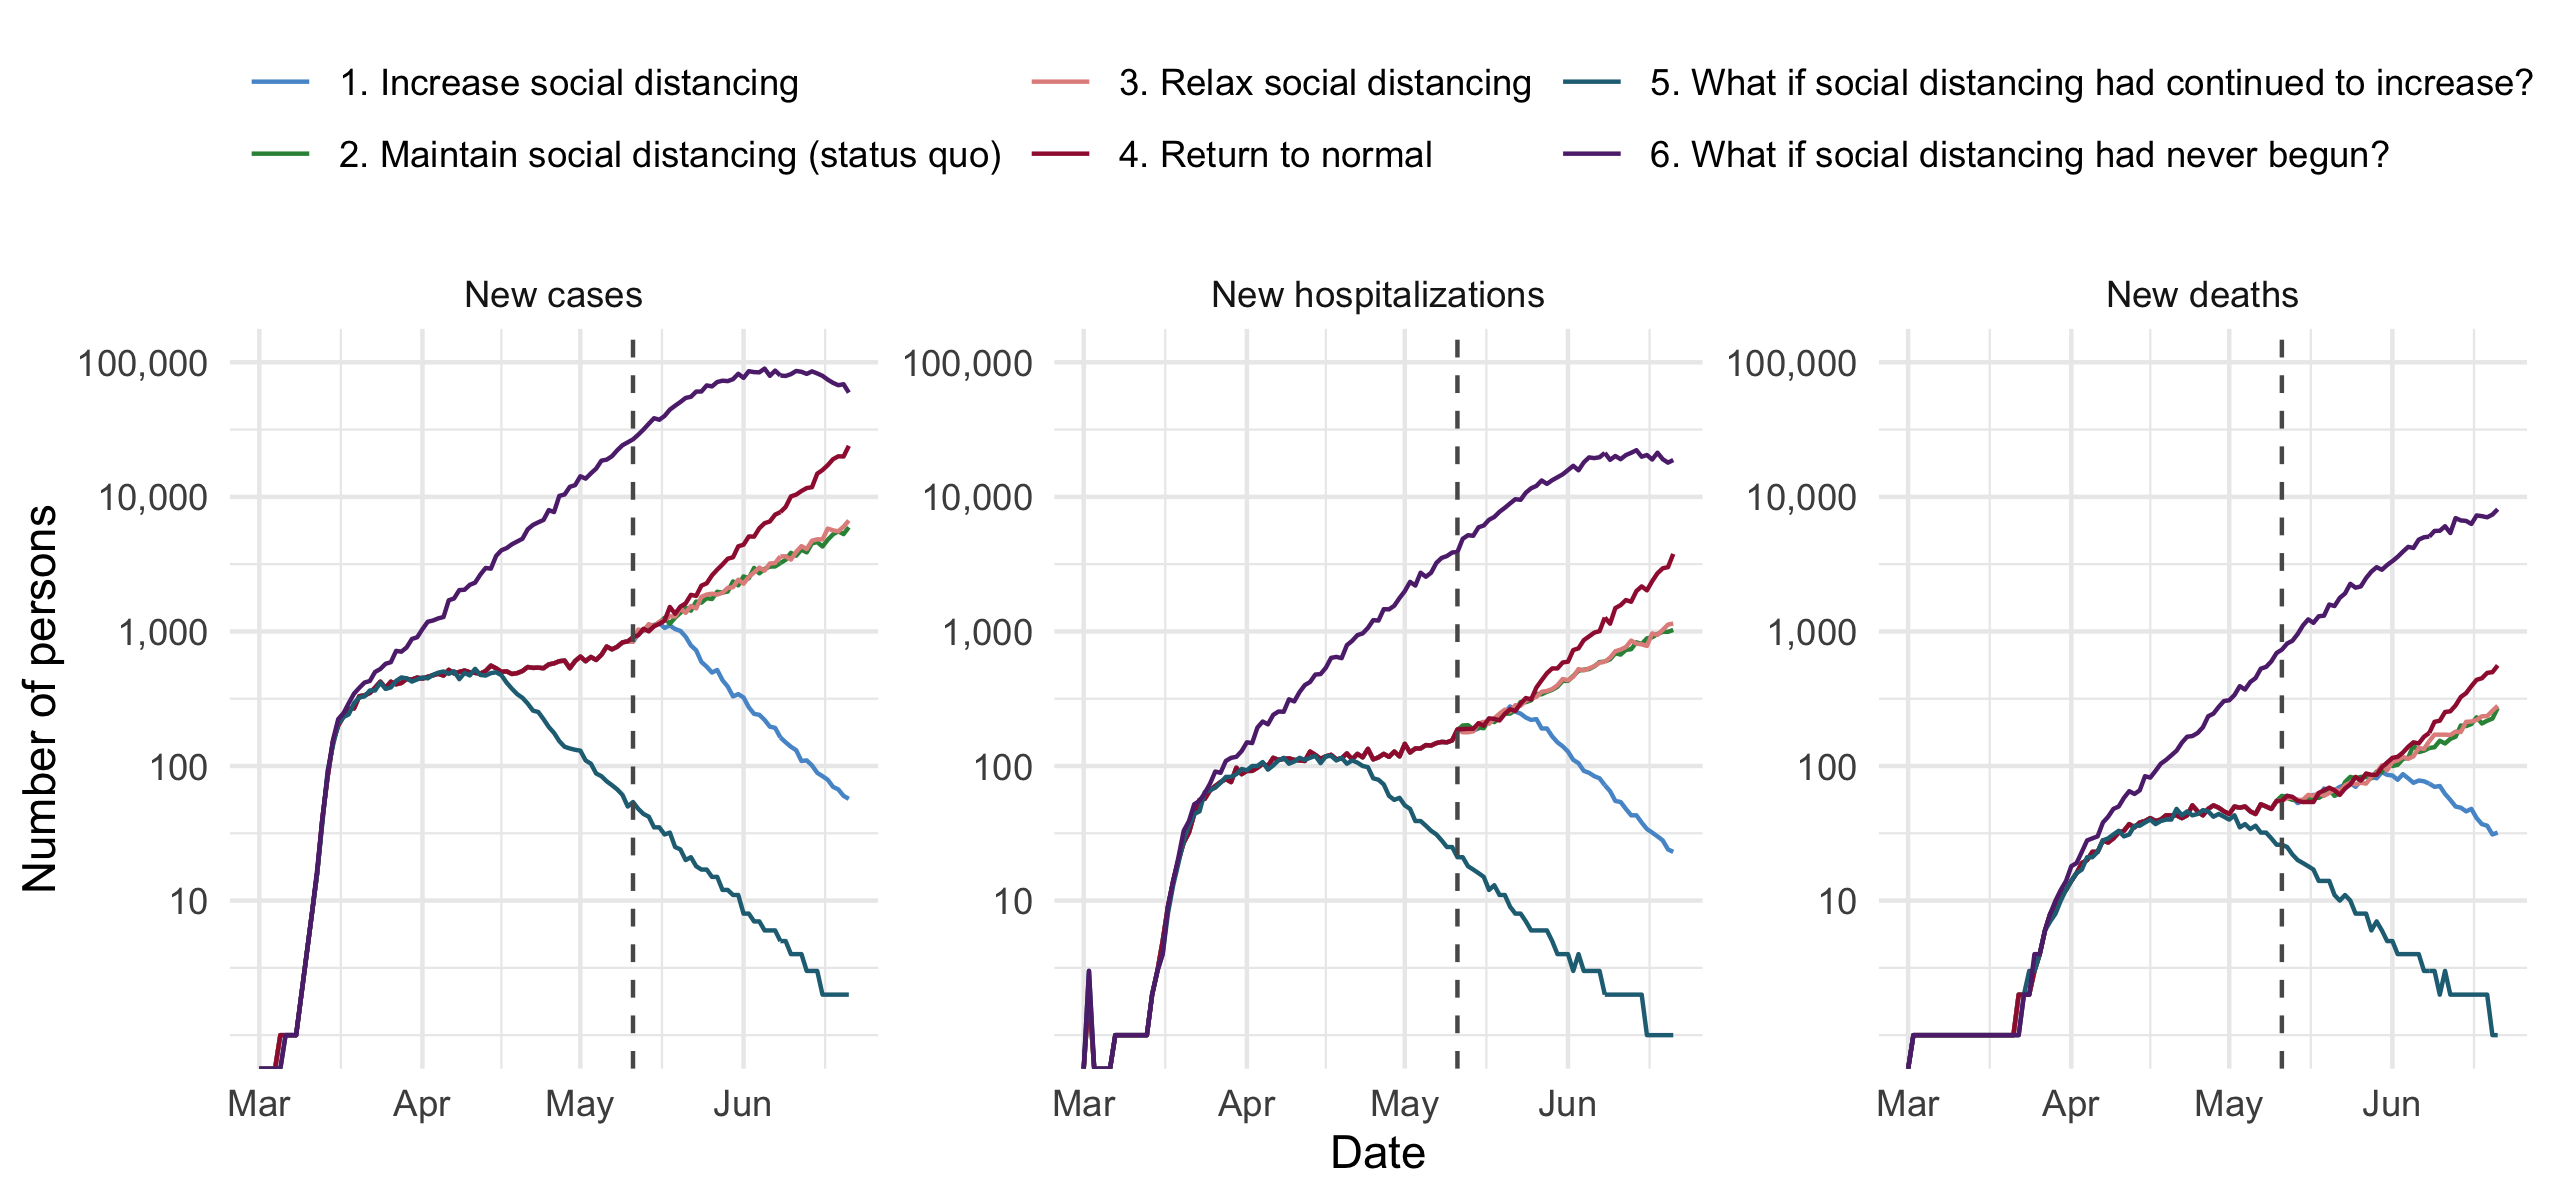 1. Increase social distancing
3. Relax social distancing
5. What if social distancing had continued to increase?
2. Maintain social distancing (status quo)
4. Return to normal
6. What if social distancing had never begun?
New cases
New hospitalizations
New deaths
Number of persons
100,000
10,000
1,000
100
10
Mar
Apr
May
Jun
100,000
10,000
1,000
100
10
Mar
Apr
May
Jun
100,000
10,000
1,000
100
10
Mar
Apr
May
Jun
Date